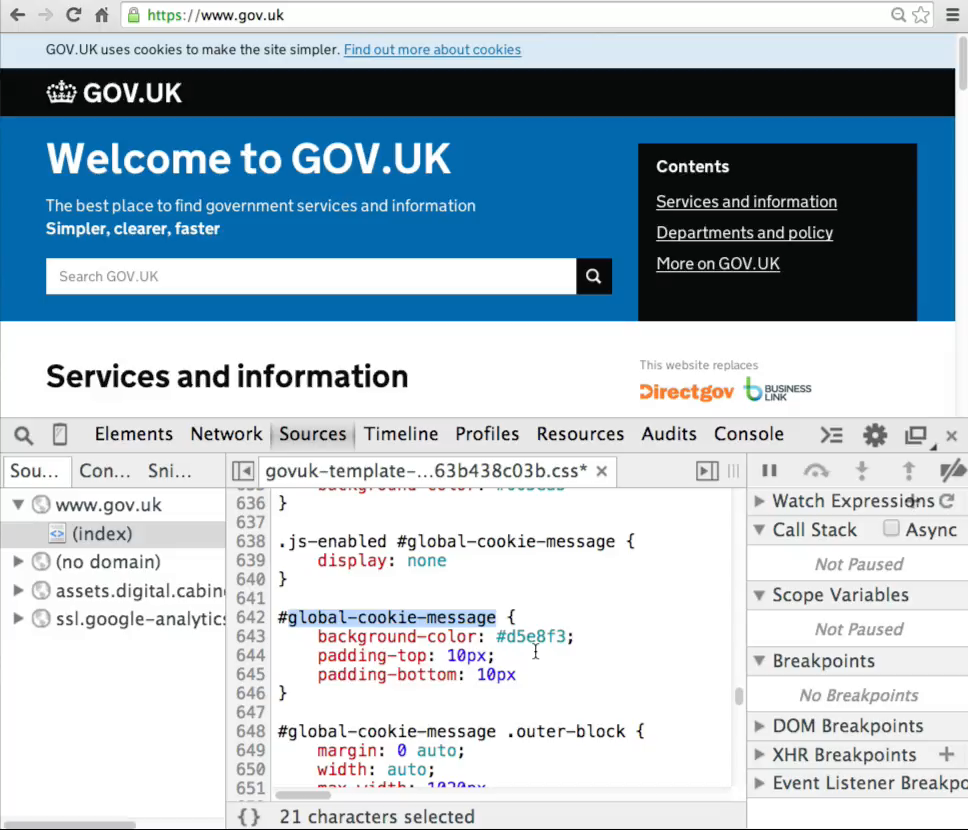 https://www.gov.uk
GOV.UK uses cookies to make the site simpler. Find out more about cookies
GOV.UK
Welcome to GOV.UK
The best place to find government services and information
Simpler, clearer, faster
Search GOV.UK
Contents
Services and information
Departments and policy
More on GOV.UK
Services and information
This website replaces
Directgov
BUSINESS
LINK
Elements Network Sources Timeline Profiles Resources Audits Console
Sou... Con... Sni...
govuk-template-...63b438c03b.css* ×
www.gov.uk
(index)
(no domain)
assets.digital.cabin
ssl.google-analytics
636 }
637
638 .js-enabled #global-cookie-message {
639 display: none
640 }
641
642 #global-cookie-message {
643 background-color: #d5e8f3;
644 padding-top: 10px;
645 padding-bottom: 10px
646 }
647
648 #global-cookie-message .outer-block {
649 margin: 0 auto;
650 width: auto;
651
{ } 21 characters selected
Watch Expressions
Call Stack Async
Not Paused
Scope Variables
Not Paused
Breakpoints
No Breakpoints
DOM Breakpoints
XHR Breakpoints
Event Listener Breakpo